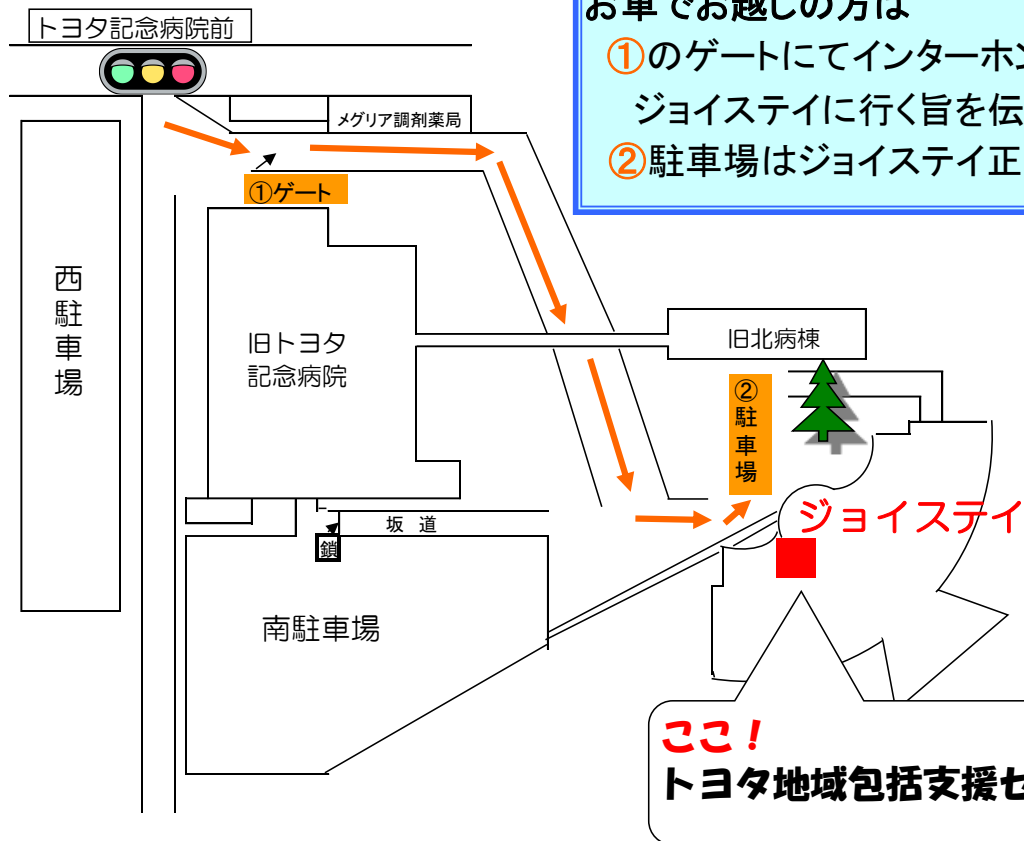 トヨタ記念病院前
お車でお越しの方は
①のゲートにてインターホン
ジョイステイに行く旨を伝
②駐車場はジョイステイ正
メグリア調剤薬局
①ゲート
西駐車場
旧トヨタ
記念病院
旧北病棟
②駐車場
ジョイステイ
坂 道
鎖
南駐車場
ここ！
トヨタ地域包括支援セ